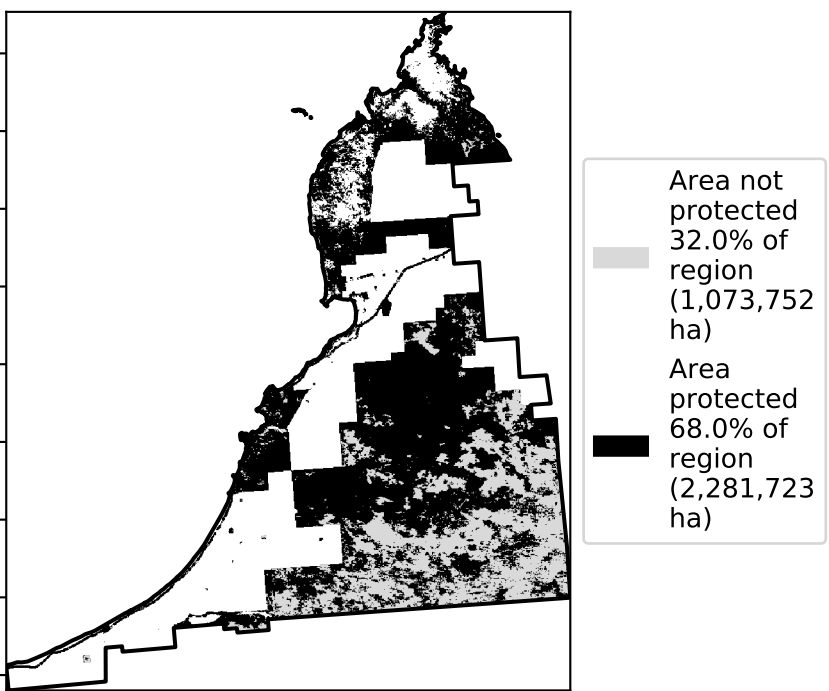 Area not
protected
32.0% of
region
(1,073,752
ha)
Area
protected
68.0% of
region
(2,281,723
ha)